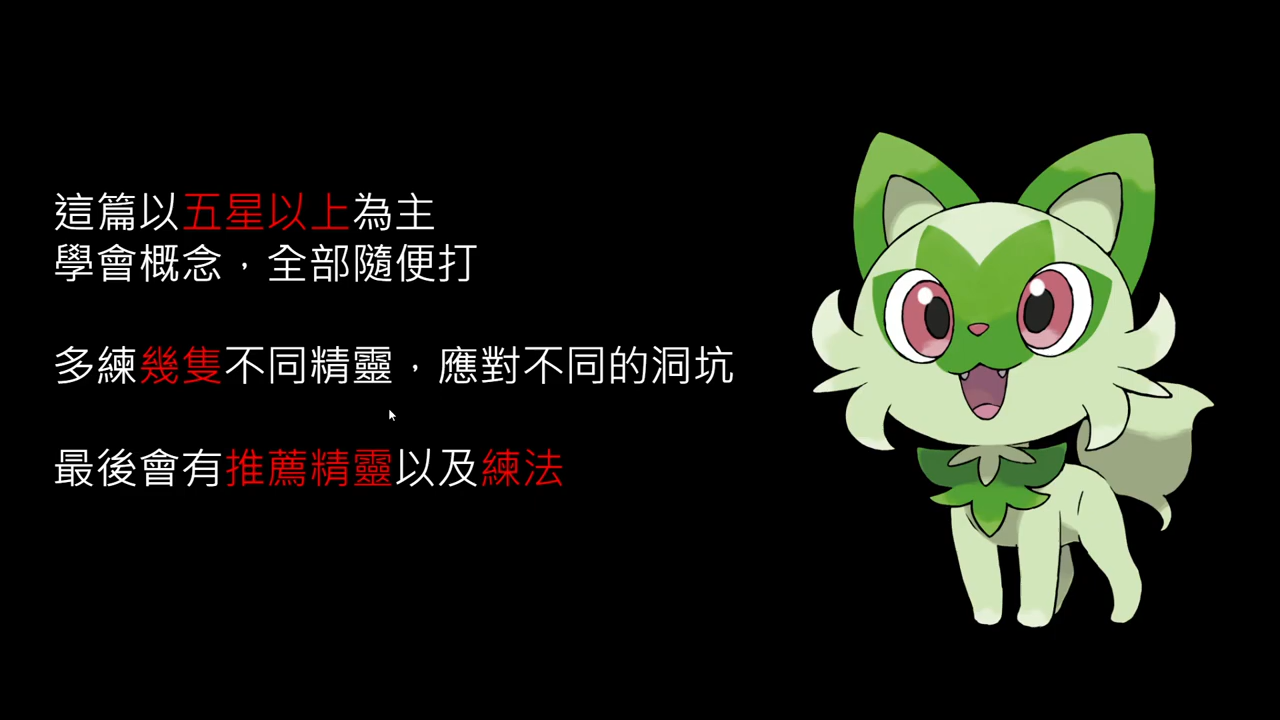 這篇以五星以上為主
學會概念，全部隨便打
多練幾隻不同精靈，應對不同的洞坑
最後會有推薦精靈以及練法